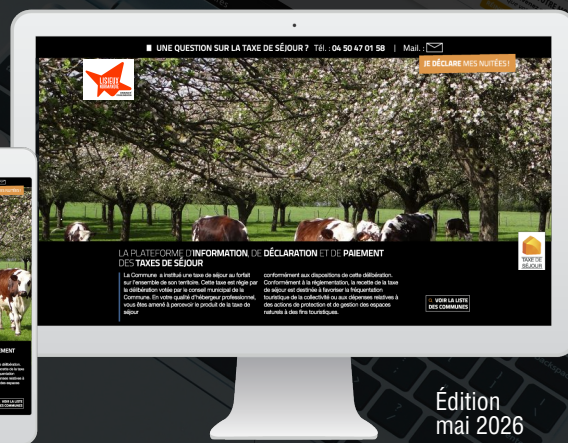 UNE QUESTION SUR LA TAXE DE SÉJOUR ? Tél. : 04 50 47 01 58 | Mail. :
JE DÉCLARE MES NUITÉES !
LISIEUX
NORMANDIE
LA PLATEFORME D'INFORMATION, DE DÉCLARATION ET DE PAIEMENT
DES TAXES DE SÉJOUR
La Commune a institué une taxe de séjour au forfait
sur l'ensemble de son territoire. Cette taxe est régie par
la délibération votée par le conseil municipal de la
Commune. En votre qualité d'hébergeur professionnel,
vous êtes amené à percevoir le produit de la taxe de
séjour
conformément aux dispositions de cette délibération.
Conformément à la réglementation, la recette de la taxe
de séjour est destinée à favoriser la fréquentation
touristique de la collectivité ou aux dépenses relatives à
des actions de protection et de gestion des espaces
naturels à des fins touristiques.
TAXE DE
SÉJOUR
VOIR LA LISTE
DES COMMUNES
Édition
mai 2026